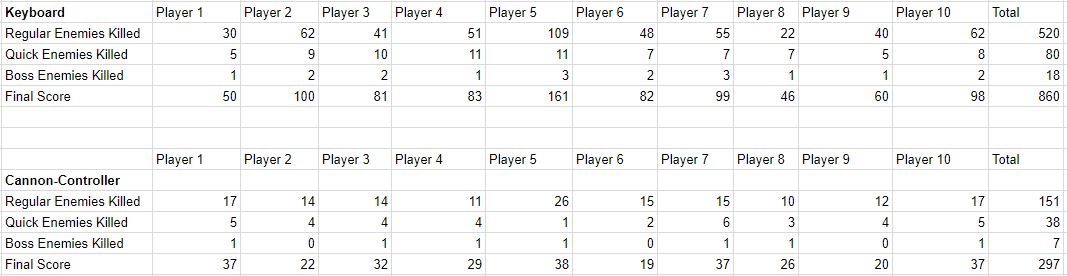 Keyboard Player 1 Player 2 Player 3 Player 4 Player 5 Player 6 Player 7 Player 8 Player 9 Player 10 Total
Regular Enemies Killed 30 62 41 51 109 48 55 22 40 62 520
Quick Enemies Killed 5 9 10 11 11 7 7 7 5 8 80
Boss Enemies Killed 1 2 2 1 3 2 3 1 1 2 18
Final Score 50 100 81 83 161 82 99 46 60 98 860
Player 1 Player 2 Player 3 Player 4 Player 5 Player 6 Player 7 Player 8 Player 9 Player 10 Total
Cannon-Controller
Regular Enemies Killed 17 14 14 11 26 15 15 10 12 17 151
Quick Enemies Killed 5 4 4 4 1 2 6 3 4 5 38
Boss Enemies Killed 1 0 1 1 1 0 1 1 0 1 7
Final Score 37 22 32 29 38 19 37 26 20 37 297